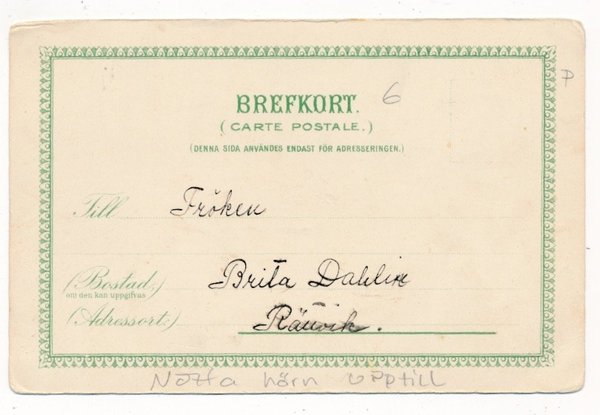 BREFKORT. 6
P
(CARTE POSTALE.)
(DENNA SIDA ANVÄNDES ENDAST FÖR ADRESSERINGEN.)
Till Fröken
(Bostad:) Brita Dahlin
om den kan uppgifvas
(Adressort:) Rättvik.
Nötta hörn upptill